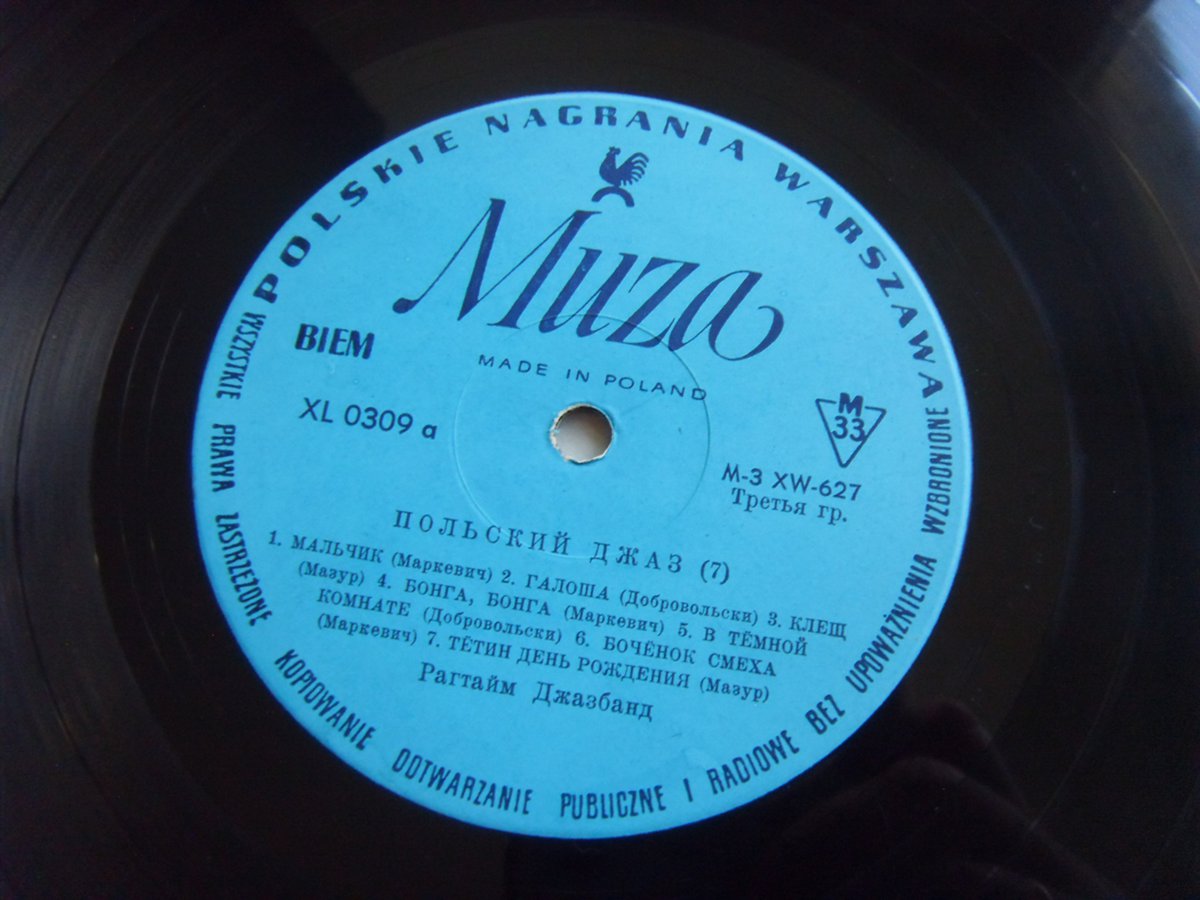 POLSKIE NAGRANIA WARSZAWA
Muza
MADE IN POLAND
BIEM
XL 0309 a
M
33
M-3 XW-627
Третья гр.
ПОЛЬСКИЙ ДЖАЗ (7)
1. МАЛЬЧИК (Маркевич) 2. ГАЛОША (Добровольски) 3. КЛЕЩ
(Мазур) 4. БОНГА, БОНГА (Маркевич) 5. В ТЁМНОЙ
КОМНАТЕ (Добровольски) 6. БОЧЁНОК СМЕХА
(Маркевич) 7. ТЁТИН ДЕНЬ РОЖДЕНИЯ (Мазур)
Рагтайм Джазбанд
WSZYSTKIE PRAWA ZASTRZEŻONE KOPIOWANIE ODTWARZANIE PUBLICZNE I RADIOWE BEZ UPOWAŻNIENIA WZBRONIONE